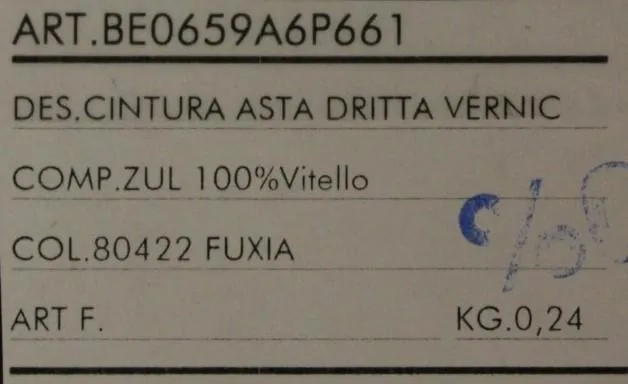 ART.BE0659A6P661
DES.CINTURA ASTA DRITTA VERNIC
COMP.ZUL 100%Vitello
COL.80422 FUXIA
ART F.
KG.0,24